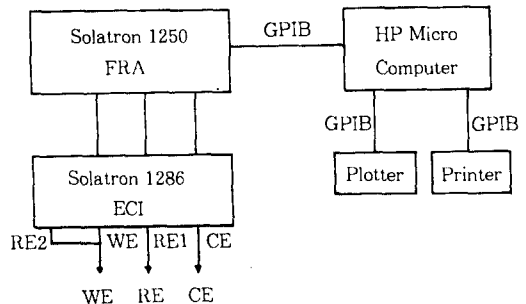 Solatron 1250
FRA
GPIB
HP Micro
Computer
GPIB
GPIB
Plotter
Printer
Solatron 1286
ECI
RE2
WE
RE1
CE
WE
RE
CE